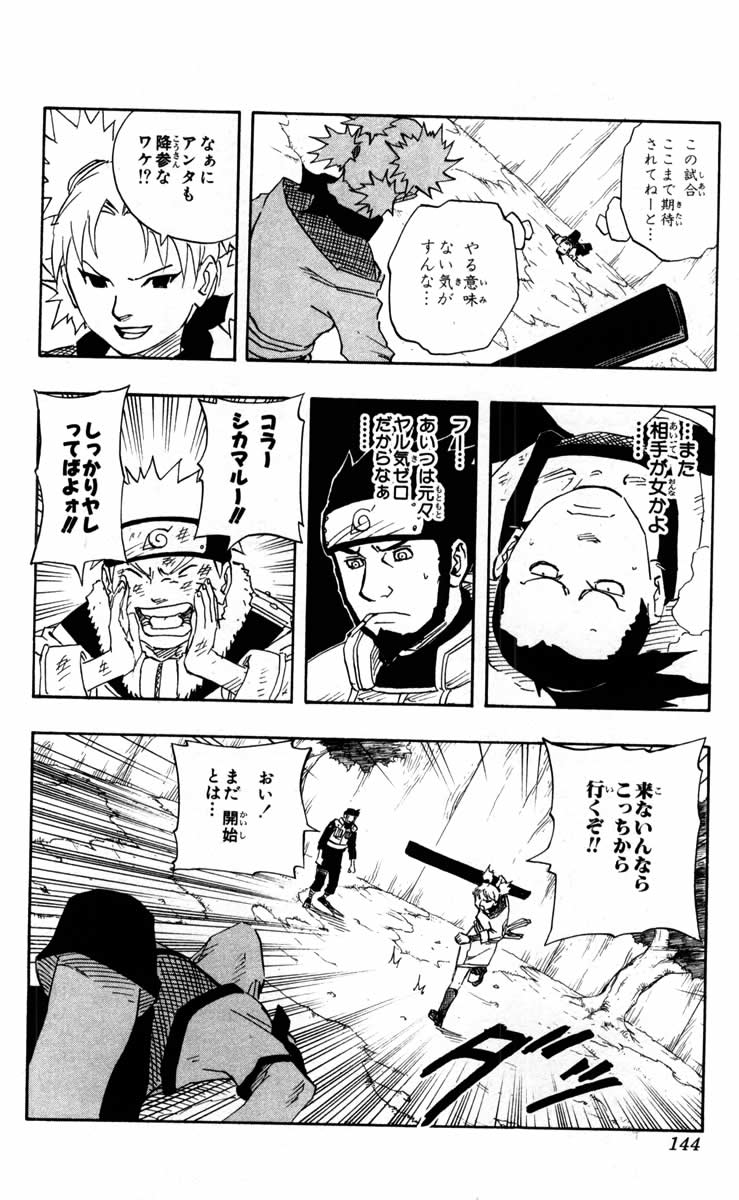 この試合
ここまで期待
されてねーと…
やる意味
ない気が
すんな…
なぁに
アンタも
降参な
ワケ!?
…また
相手が女かよ
………
フー…
あいつは元々
ヤル気ゼロ
だからなぁ
……
コラー
シカマルー!!
しっかりヤレ
ってばよォ!!
来ないんなら
こっちから
行くぞ!!
おい!
まだ開始
とは…
ダッ
144